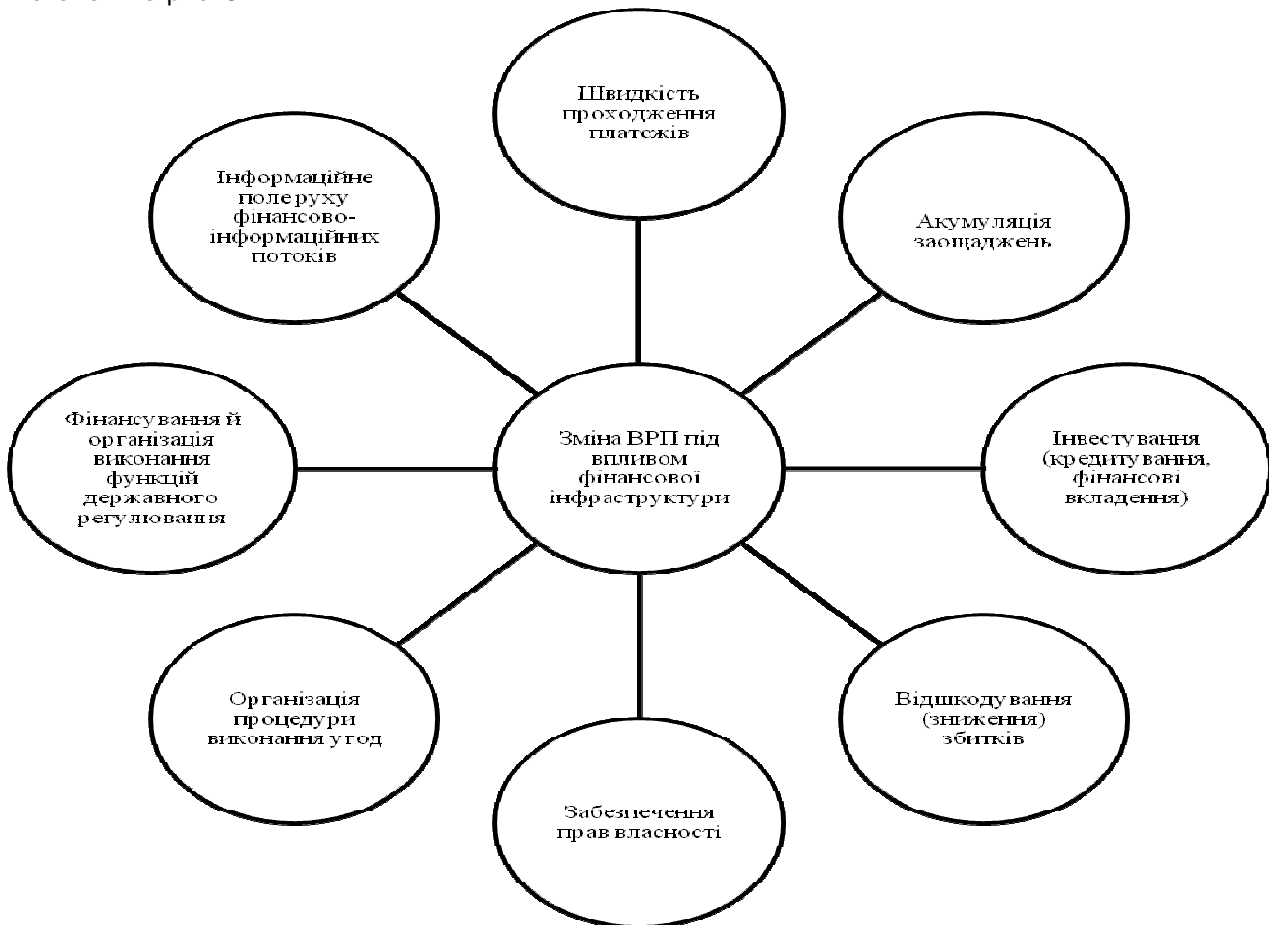 Швидкість
проходження
платежів
Інформаційне
поле руху
фінансово-
інформаційних
потоків
Акумуляція
заощаджень
Фінансування й
організація
виконання
функцій
державного
регулювання
Зміна ВРП під
впливом
фінансової
інфраструктури
Інвестування
(кредитування,
фінансові
вкладення)
Організація
процедури
виконання угод
Відшкодування
(зниження)
збитків
Забезпечення
прав власності